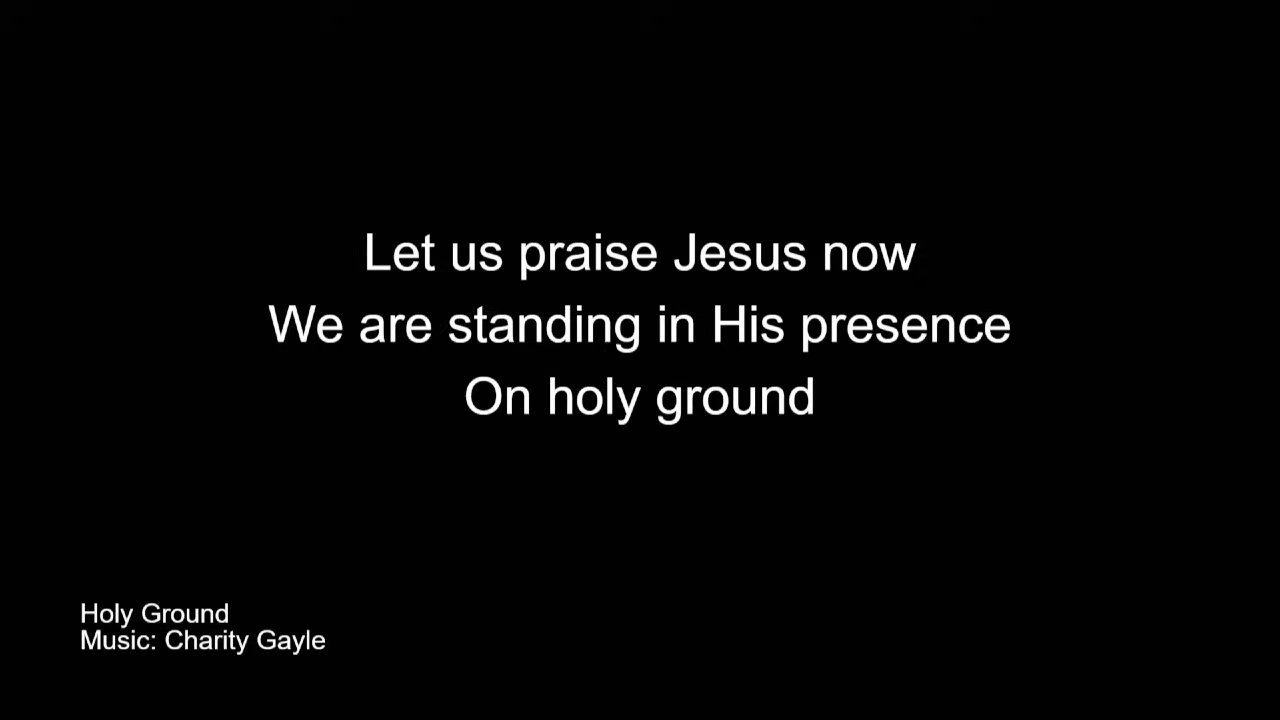 Let us praise Jesus now
We are standing in His presence
On holy ground
Holy Ground
Music: Charity Gayle